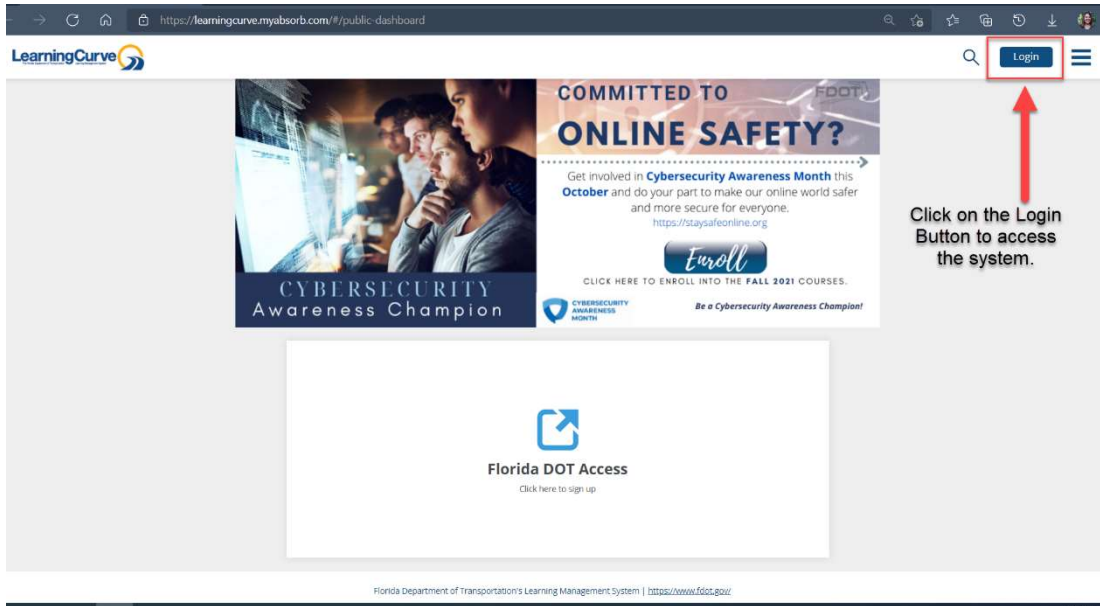 https://learningcurve.myabsorb.com/#/public-dashboard
LearningCurve
Login
COMMITTED TO
FDOT
ONLINE SAFETY?
Get involved in Cybersecurity Awareness Month this
October and do your part to make our online world safer
and more secure for everyone.
https://staysafeonline.org
Enroll
CLICK HERE TO ENROLL INTO THE FALL 2021 COURSES.
CYBERSECURITY
Awareness Champion
CYBERSECURITY
AWARENESS
MONTH
Be a Cybersecurity Awareness Champion!
Click on the Login
Button to access
the system.
Florida DOT Access
Click here to sign up
Florida Department of Transportation's Learning Management System | https://www.fdot.gov/